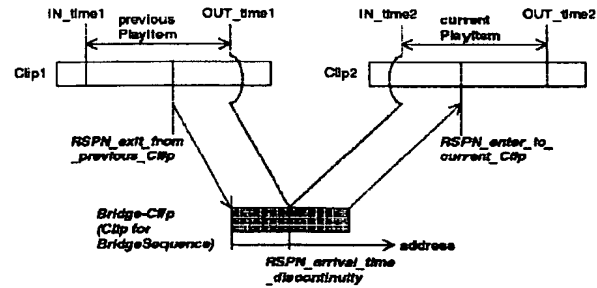 IN_time1
previous
PlayItem
OUT_time1
IN_time2
current
PlayItem
OUT_time2
Clip1
Clip2
RSPN_exit_from
_previous_Clip
RSPN_enter_to_
current_Clip
Bridge-Clip
(Clip for
BridgeSequence)
address
RSPN_arrival_time
_discontinuity